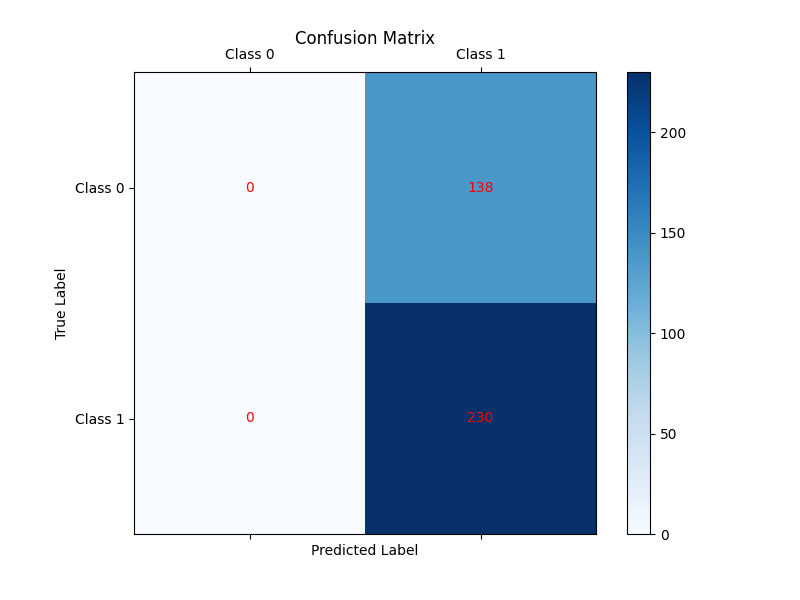 Confusion Matrix
Class 0 Class 1
Class 0 0 138
Class 1 0 230
True Label
Predicted Label
200
150
100
50
0